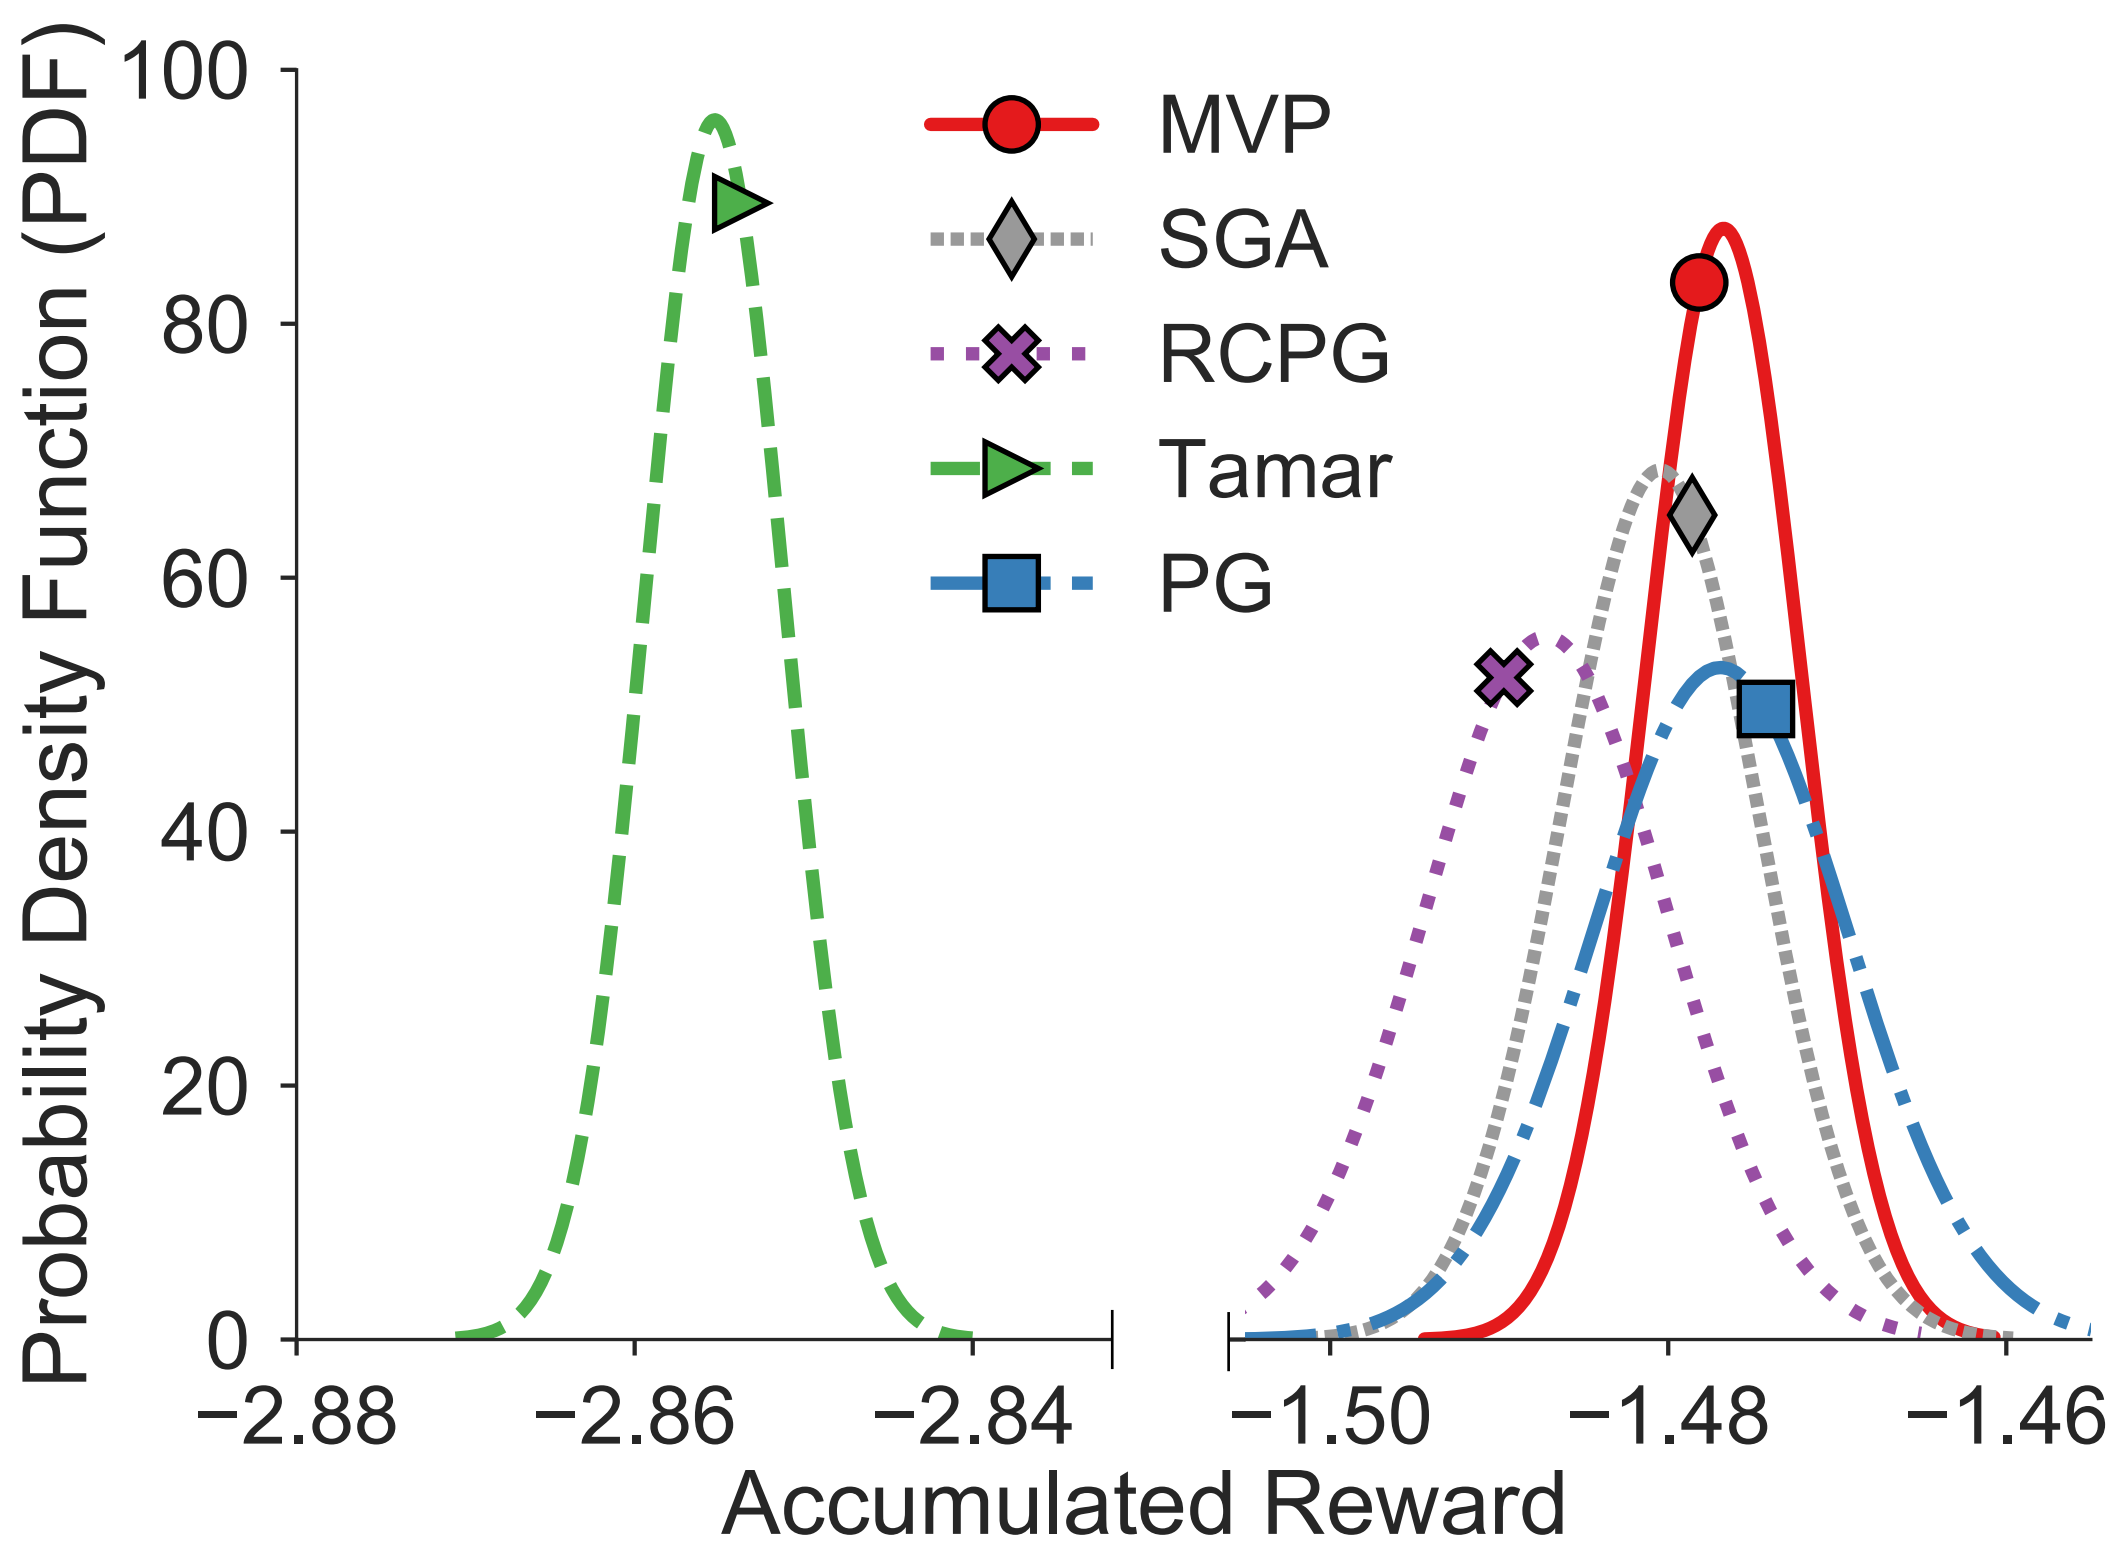 Probability Density Function (PDF)
100
80
60
40
20
0
MVP
SGA
RCPG
Tamar
PG
−2.88 −2.86 −2.84 −1.50 −1.48 −1.46
Accumulated Reward